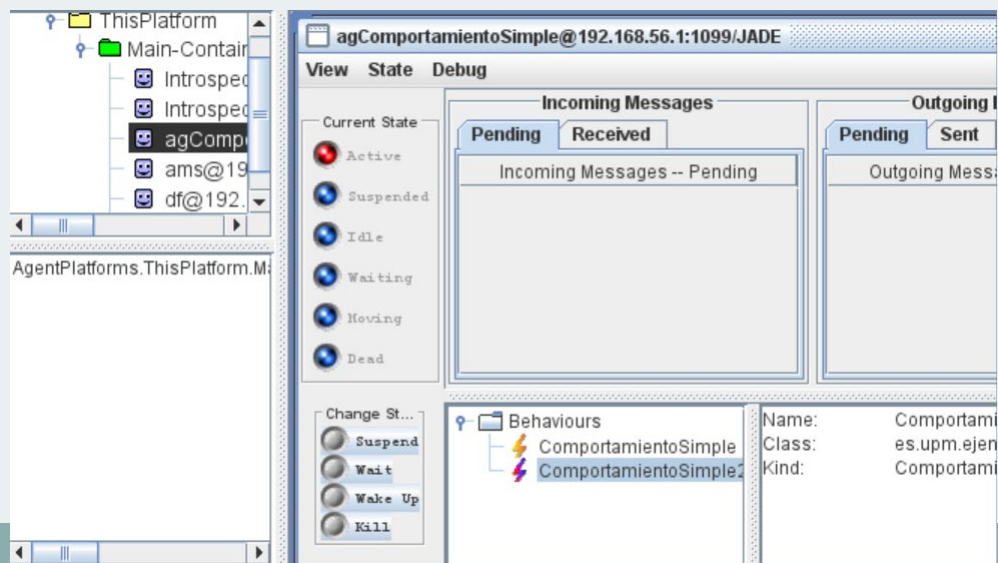 ThisPlatform
Main-Contair
Introspec
Introspec
agCompo
ams@19
df@192.
AgentPlatforms.ThisPlatform.Ma
agComportamientoSimple@192.168.56.1:1099/JADE
View State Debug
Current State
Active
Suspended
Idle
Waiting
Moving
Dead
Change St...
Suspend
Wait
Wake Up
Kill
Incoming Messages
Pending Received
Incoming Messages -- Pending
Outgoing
Pending Sent
Outgoing Messa
Behaviours
ComportamientoSimple
ComportamientoSimple2
Name: Comportami
Class: es.upm.ejen
Kind: Comportami